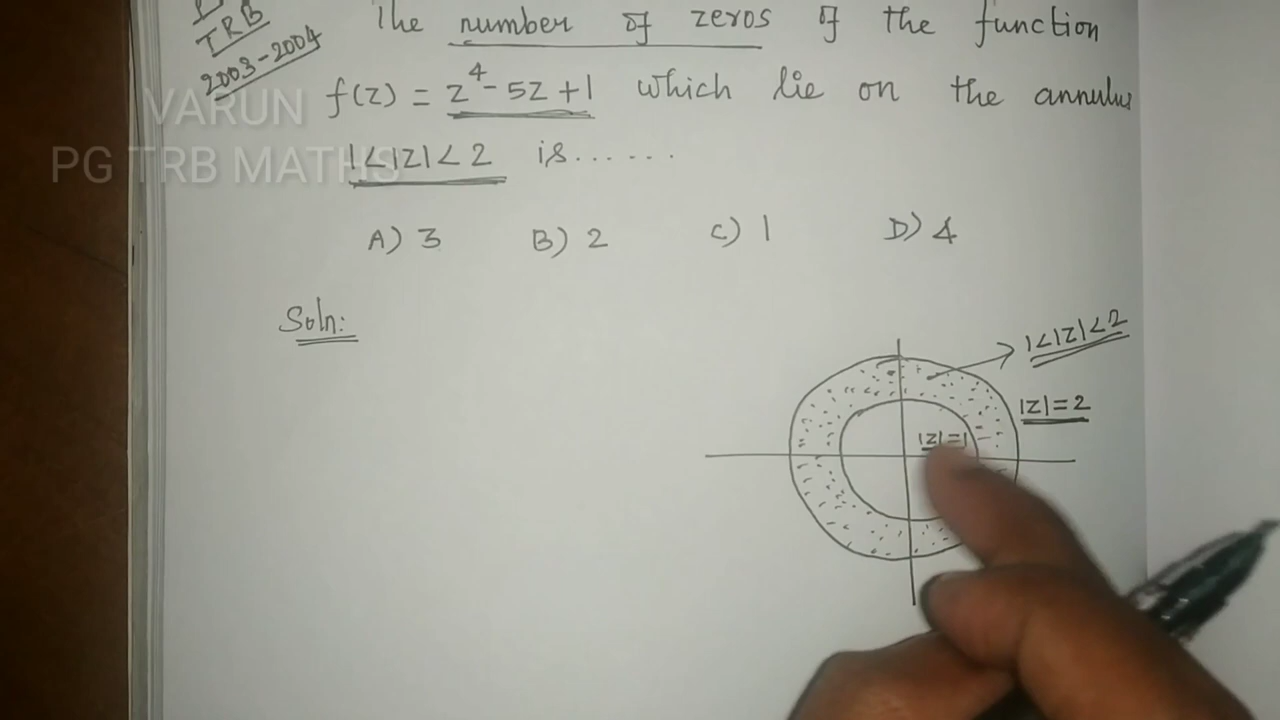 TRB
2003-2004
The number of zeros of the function
f(z) = z⁴ - 5z + 1 which lie on the annulus
1<|z|< 2 is......
VARUN
PG TRB MATHS
A) 3 B) 2 C) 1 D) 4
Soln:
1<|z|<2
|z|=2
|z|=1